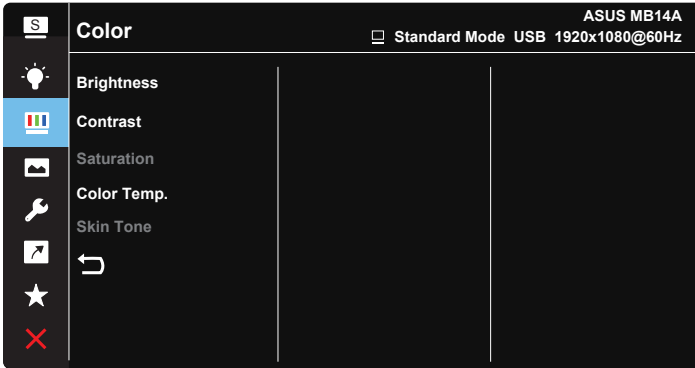 S
Color
ASUS MB14A
Standard Mode USB 1920x1080@60Hz
Brightness
Contrast
Saturation
Color Temp.
Skin Tone